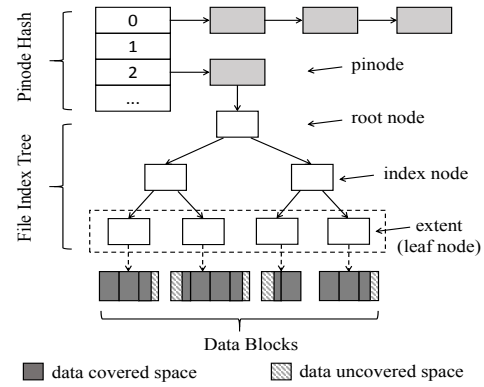 Pinode Hash
0
1
2
...
pinode
File Index Tree
root node
index node
extent
(leaf node)
Data Blocks
data covered space
data uncovered space